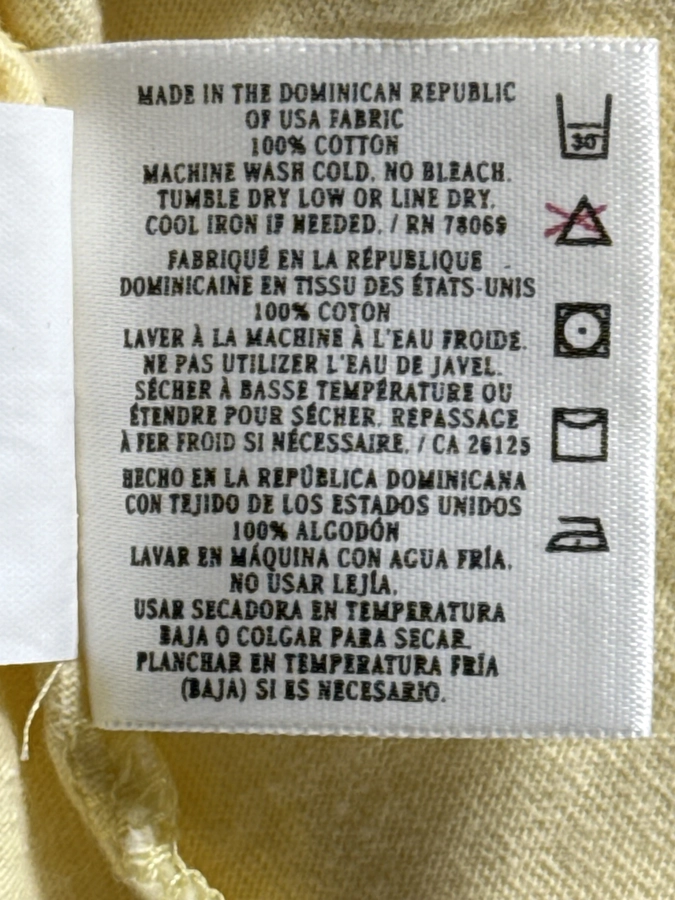 MADE IN THE DOMINICAN REPUBLIC
OF USA FABRIC
100% COTTON
MACHINE WASH COLD. NO BLEACH.
TUMBLE DRY LOW OR LINE DRY.
COOL IRON IF NEEDED. / RN 78069
FABRIQUÉ EN LA RÉPUBLIQUE
DOMINICAINE EN TISSU DES ÉTATS-UNIS
100% COTON
LAVER À LA MACHINE À L'EAU FROIDE.
NE PAS UTILIZER L'EAU DE JAVEL.
SÉCHER À BASSE TEMPÉRATURE OU
ÉTENDRE POUR SÉCHER. REPASSAGE
À FER FROID SI NÉCESSAIRE. / CA 26125
HECHO EN LA REPÚBLICA DOMINICANA
CON TEJIDO DE LOS ESTADOS UNIDOS
100% ALGODÓN
LAVAR EN MÁQUINA CON AGUA FRÍA.
NO USAR LEJÍA.
USAR SECADORA EN TEMPERATURA
BAJA O COLGAR PARA SECAR.
PLANCHAR EN TEMPERATURA FRÍA
(BAJA) SI ES NECESARIO.
30